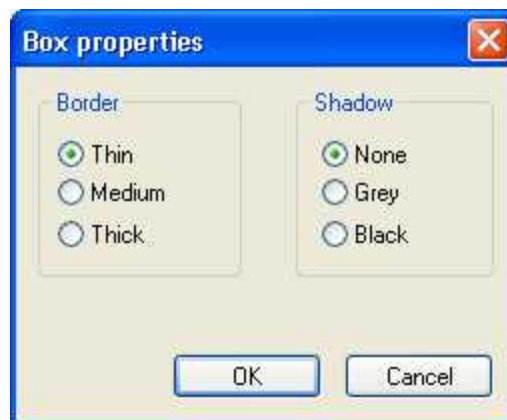 Box properties
Border
Thin
Medium
Thick
Shadow
None
Grey
Black
OK
Cancel